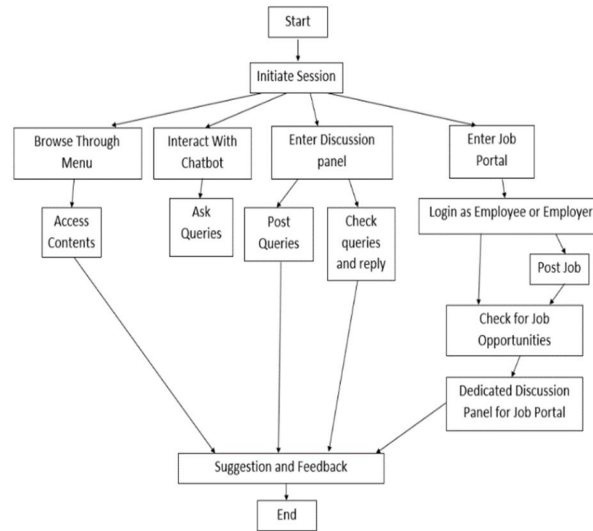 Start
Initiate Session
Browse Through
Menu
Interact With
Chatbot
Enter Discussion
panel
Enter Job
Portal
Access
Contents
Ask
Queries
Post
Queries
Check
queries
and reply
Login as Employee or Employer
Post Job
Check for Job
Opportunities
Dedicated Discussion
Panel for Job Portal
Suggestion and Feedback
End